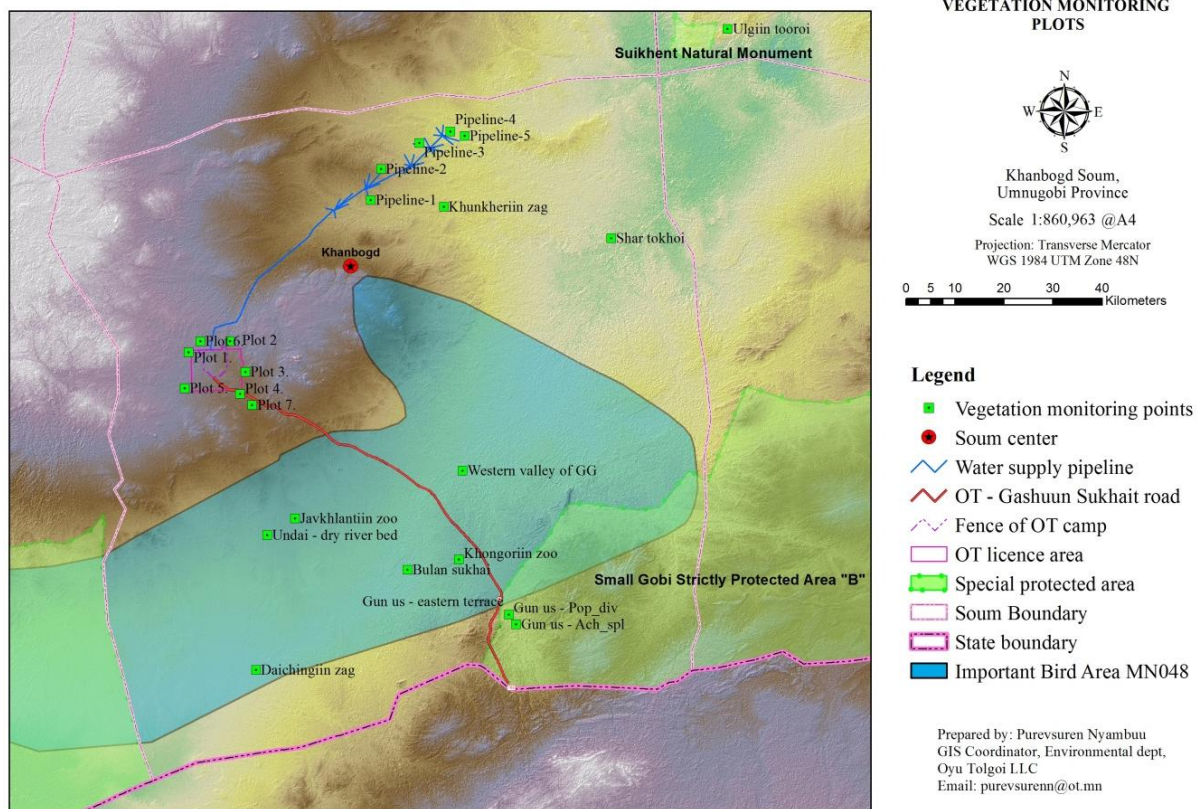 VEGETATION MONITORING
PLOTS
Ulgiin tooroi
Suikhent Natural Monument
N
W E
S
Pipeline-4
Pipeline-5
Pipeline-3
Pipeline-2
Pipeline-1
Khunkheriin zag
Khanbogd Soum,
Umnugobi Province
Scale 1:860,963 @A4
Projection: Transverse Mercator
WGS 1984 UTM Zone 48N
0 5 10 20 30 40
Kilometers
Shar tokhoi
Khanbogd
Plot 6.
Plot 2
Plot 1.
Plot 3.
Plot 5.
Plot 4.
Plot 7.
Western valley of GG
Javkhlantiin zoo
Undai - dry river bed
Khongoriin zoo
Bulan sukhai
Small Gobi Strictly Protected Area "B"
Gun us - eastern terrace
Gun us - Pop_div
Gun us - Ach_spl
Daichingiin zag
Legend
Vegetation monitoring points
Soum center
Water supply pipeline
OT - Gashuun Sukhait road
Fence of OT camp
OT licence area
Special protected area
Soum Boundary
State boundary
Important Bird Area MN048
Prepared by: Purevsuren Nyambuu
GIS Coordinator, Environmental dept,
Oyu Tolgoi LLC
Email: purevsurenn@ot.mn